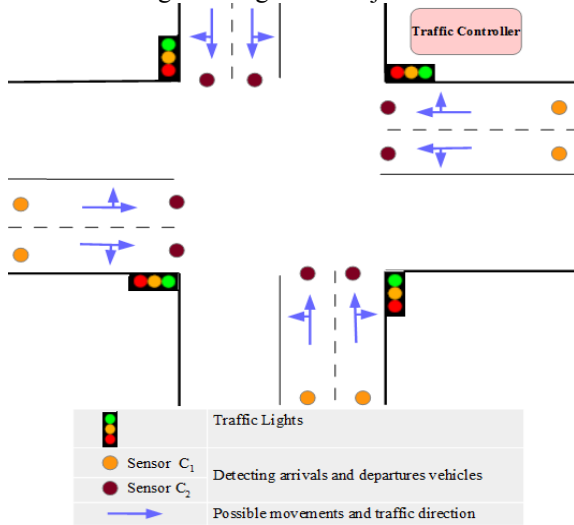 Traffic Controller
Traffic Lights
Sensor C₁
Detecting arrivals and departures vehicles
Sensor C₂
Possible movements and traffic direction